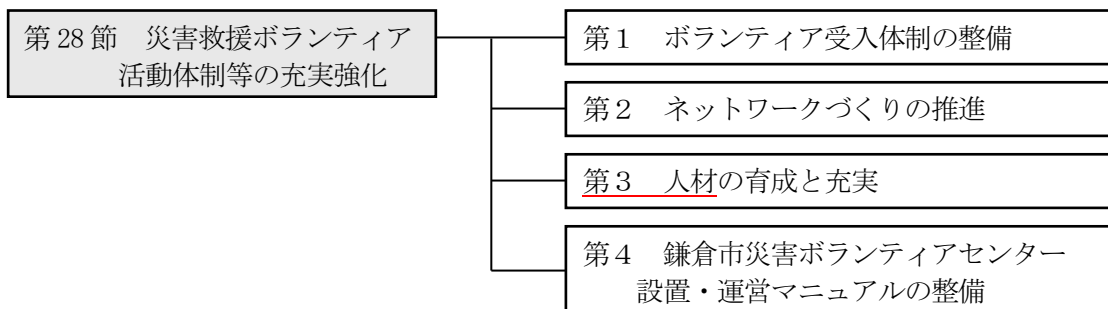 第 28 節　災害救援ボランティア
活動体制等の充実強化
第１　ボランティア受入体制の整備
第２　ネットワークづくりの推進
第３　人材の育成と充実
第４　鎌倉市災害ボランティアセンター
設置・運営マニュアルの整備